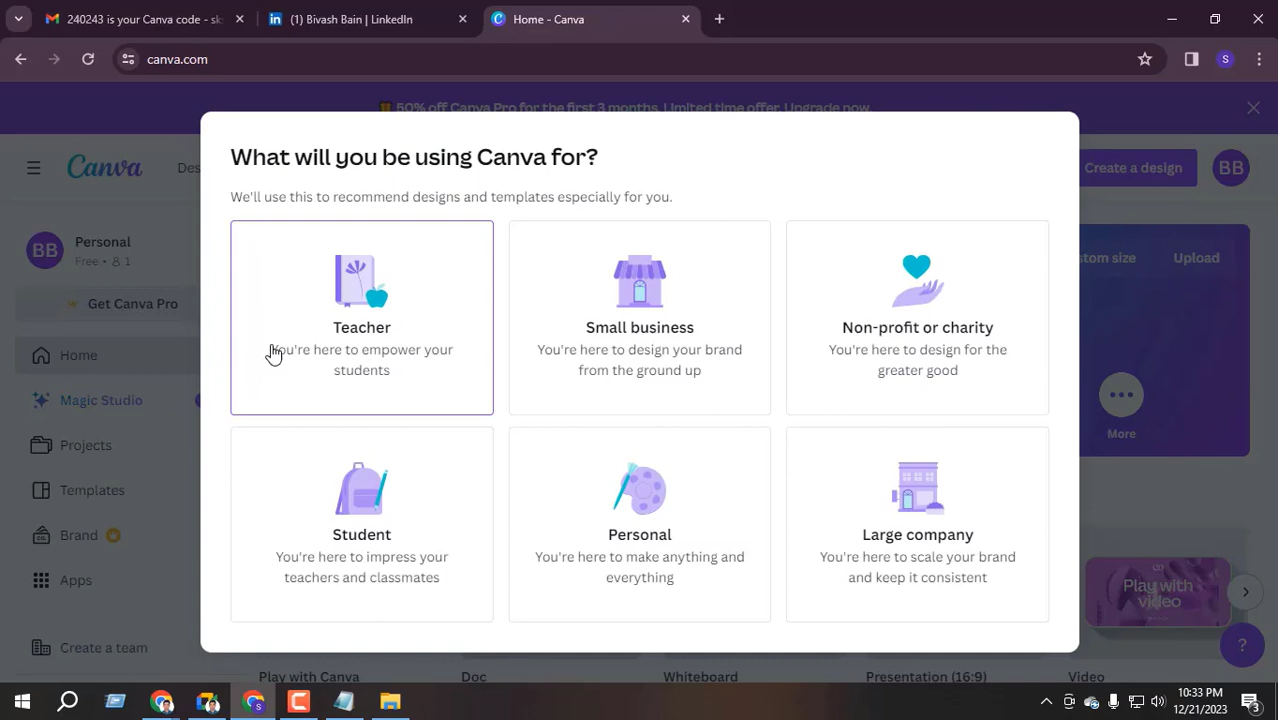 240243 is your Canva code - sk
(1) Bivash Bain | LinkedIn
Home - Canva
canva.com
S
50% off Canva Pro for the first 3 months. Limited time offer. Upgrade now.
Canva
Des
Create a design
BB
What will you be using Canva for?
We'll use this to recommend designs and templates especially for you.
BB
Personal
Free • 1
Get Canva Pro
Home
Magic Studio
Projects
Templates
Brand
Apps
Create a team
Teacher
You're here to empower your
students
Small business
You're here to design your brand
from the ground up
Non-profit or charity
You're here to design for the
greater good
Student
You're here to impress your
teachers and classmates
Personal
You're here to make anything and
everything
Large company
You're here to scale your brand
and keep it consistent
tom size
Upload
More
Play with
video
?
Play with Canva
Doc
Whiteboard
Presentation (16:9)
Video
10:33 PM
12/21/2023
3